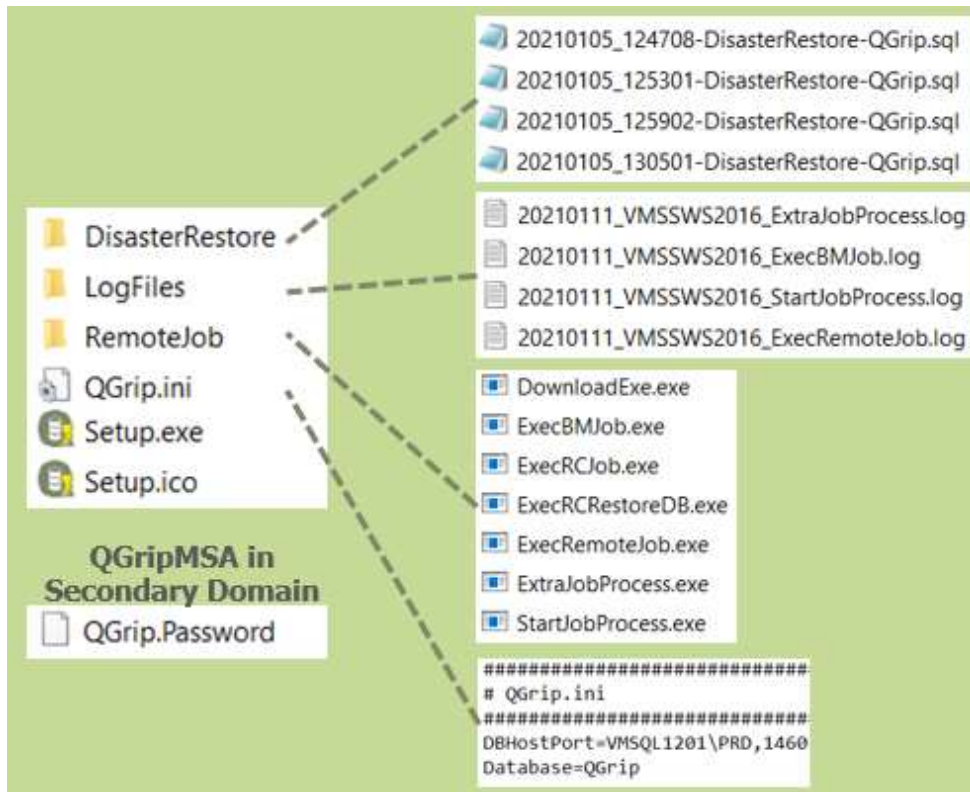 DisasterRestore
LogFiles
RemoteJob
QGrip.ini
Setup.exe
Setup.ico
QGripMSA in
Secondary Domain
QGrip.Password
20210105_124708-DisasterRestore-QGrip.sql
20210105_125301-DisasterRestore-QGrip.sql
20210105_125902-DisasterRestore-QGrip.sql
20210105_130501-DisasterRestore-QGrip.sql
20210111_VMSSWS2016_ExtraJobProcess.log
20210111_VMSSWS2016_ExecBMJob.log
20210111_VMSSWS2016_StartJobProcess.log
20210111_VMSSWS2016_ExecRemoteJob.log
DownloadExe.exe
ExecBMJob.exe
ExecRCJob.exe
ExecRCRestoreDB.exe
ExecRemoteJob.exe
ExtraJobProcess.exe
StartJobProcess.exe
##############################
# QGrip.ini
##############################
DBHostPort=VMSQL1201\PRD,1460
Database=QGrip